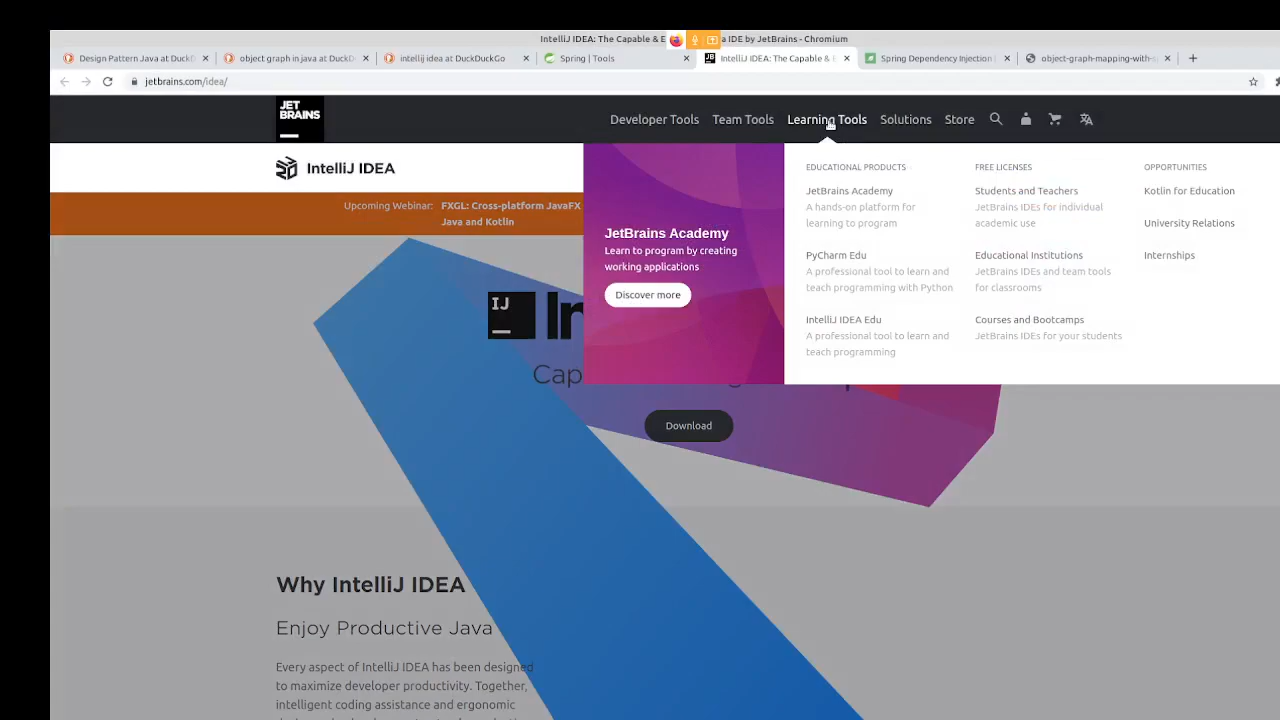 IntelliJ IDEA: The Capable & E
a IDE by JetBrains - Chromium
Design Pattern Java at Duck
object graph in java at DuckD
intellij idea at DuckDuckGo
Spring | Tools
IntelliJ IDEA: The Capable &
Spring Dependency Injection
object-graph-mapping-with-s
jetbrains.com/idea/
JET
BRAINS
Developer Tools
Team Tools
Learning Tools
Solutions
Store
IntelliJ IDEA
Upcoming Webinar:
FXGL: Cross-platform JavaFX
Java and Kotlin
JetBrains Academy
Learn to program by creating
working applications
Discover more
EDUCATIONAL PRODUCTS
JetBrains Academy
A hands-on platform for
learning to program
PyCharm Edu
A professional tool to learn and
teach programming with Python
IntelliJ IDEA Edu
A professional tool to learn and
teach programming
FREE LICENSES
Students and Teachers
JetBrains IDEs for individual
academic use
Educational Institutions
JetBrains IDEs and team tools
for classrooms
Courses and Bootcamps
JetBrains IDEs for your students
OPPORTUNITIES
Kotlin for Education
University Relations
Internships
IJ
In
Cap
Download
Why IntelliJ IDEA
Enjoy Productive Java
Every aspect of IntelliJ IDEA has been designed
to maximize developer productivity. Together,
intelligent coding assistance and ergonomic